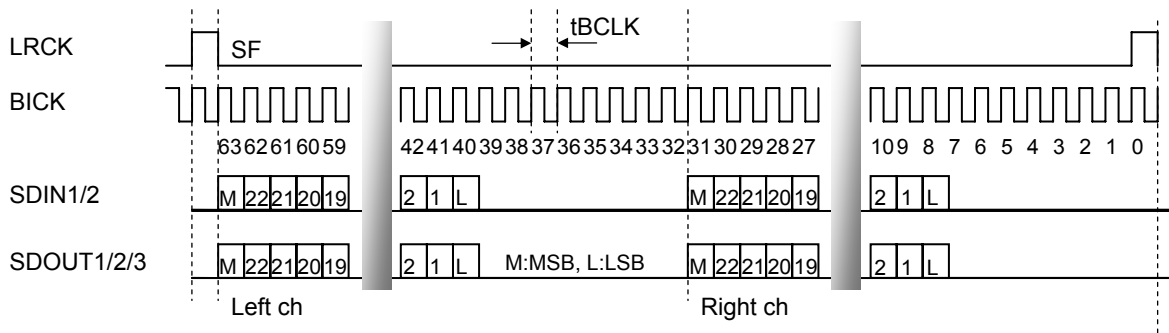 tBCLK
LRCK SF
BICK
63 62 61 60 59 42 41 40 39 38 37 36 35 34 33 32 31 30 29 28 27 10 9 8 7 6 5 4 3 2 1 0
SDIN1/2 M 22 21 20 19 2 1 L M 22 21 20 19 2 1 L
SDOUT1/2/3 M 22 21 20 19 2 1 L M:MSB, L:LSB M 22 21 20 19 2 1 L
Left ch Right ch